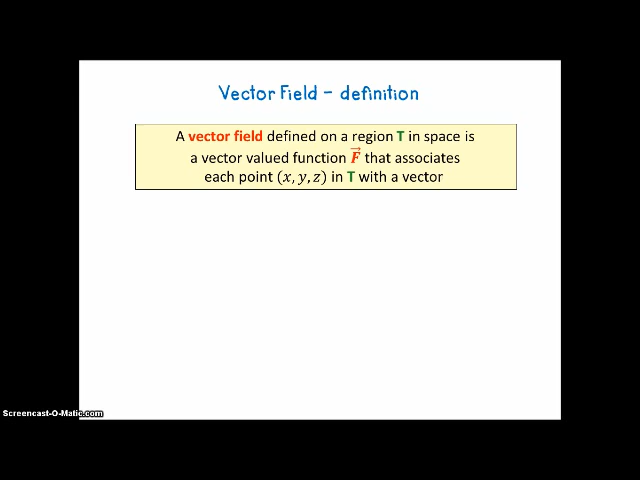 Vector Field - definition
A vector field defined on a region T in space is
a vector valued function F⃗ that associates
each point (x, y, z) in T with a vector
Screencast-O-Matic.com